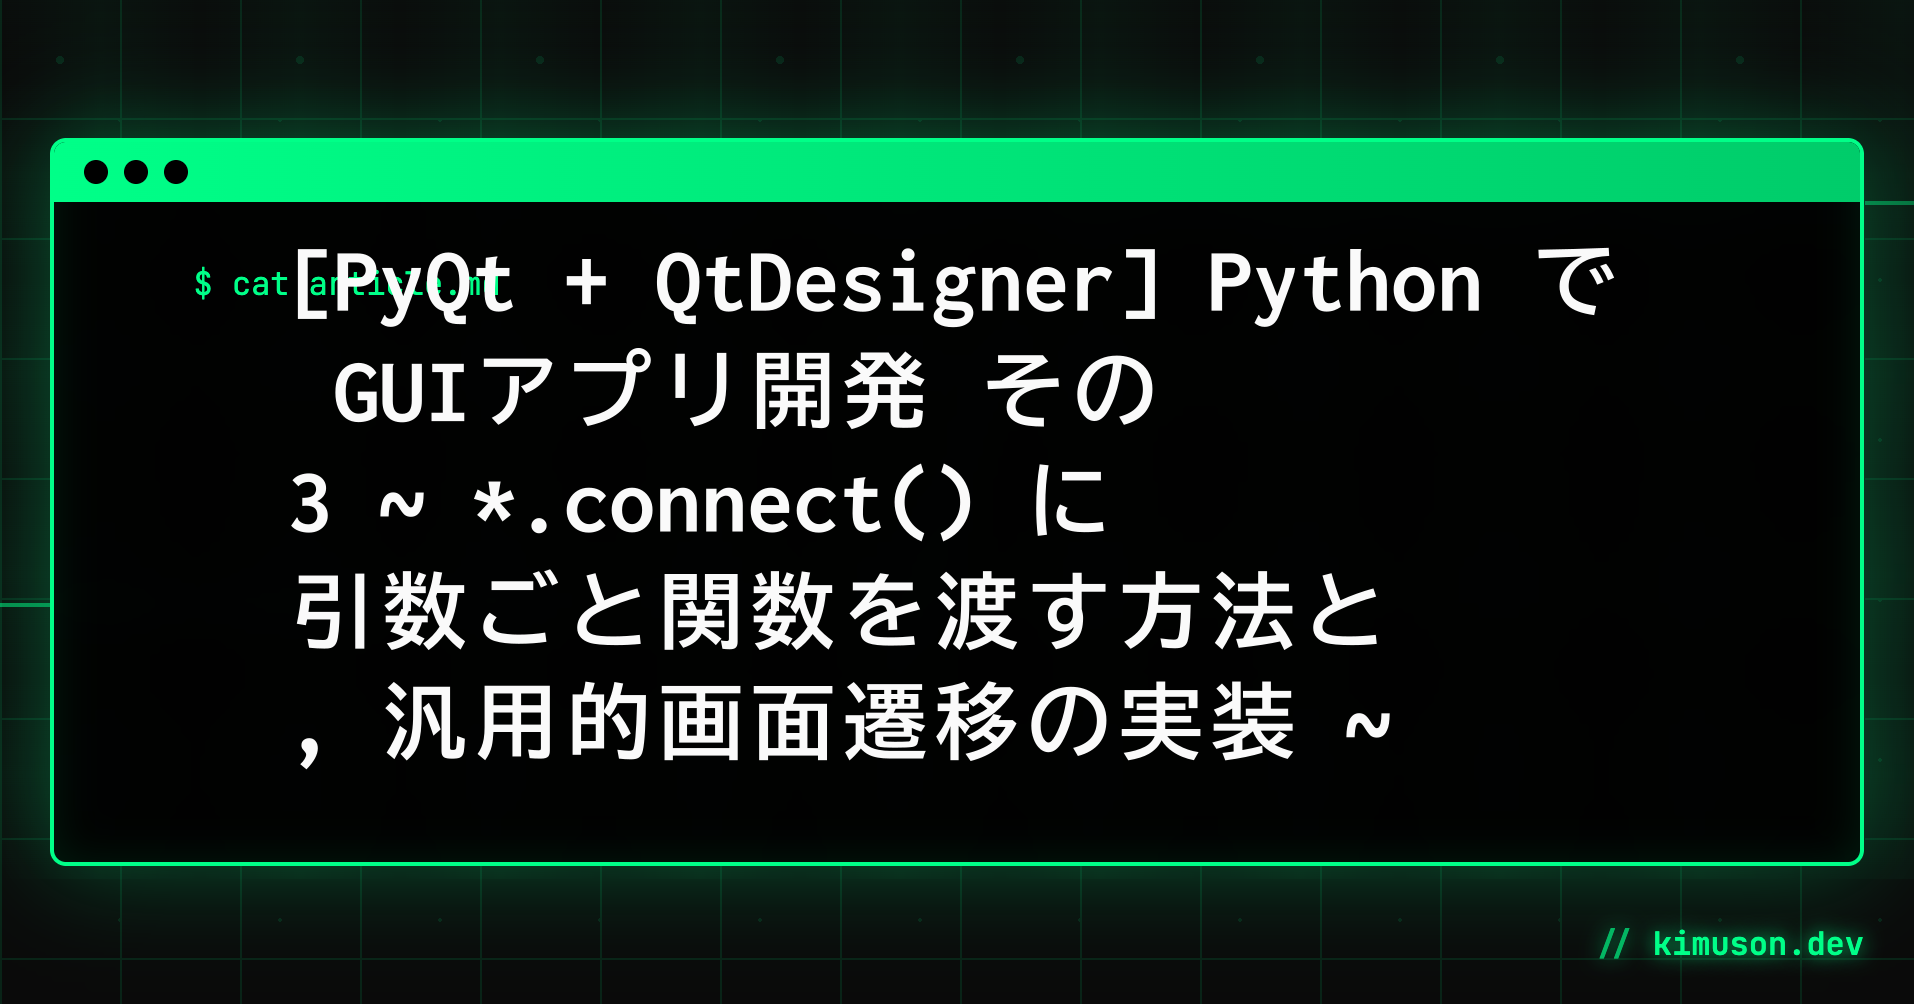 $ cat article.md
[PyQt + QtDesigner] Python で
GUIアプリ開発 その
3 ~ *.connect() に
引数ごと関数を渡す方法と
, 汎用的画面遷移の実装 ~
// kimuson.dev